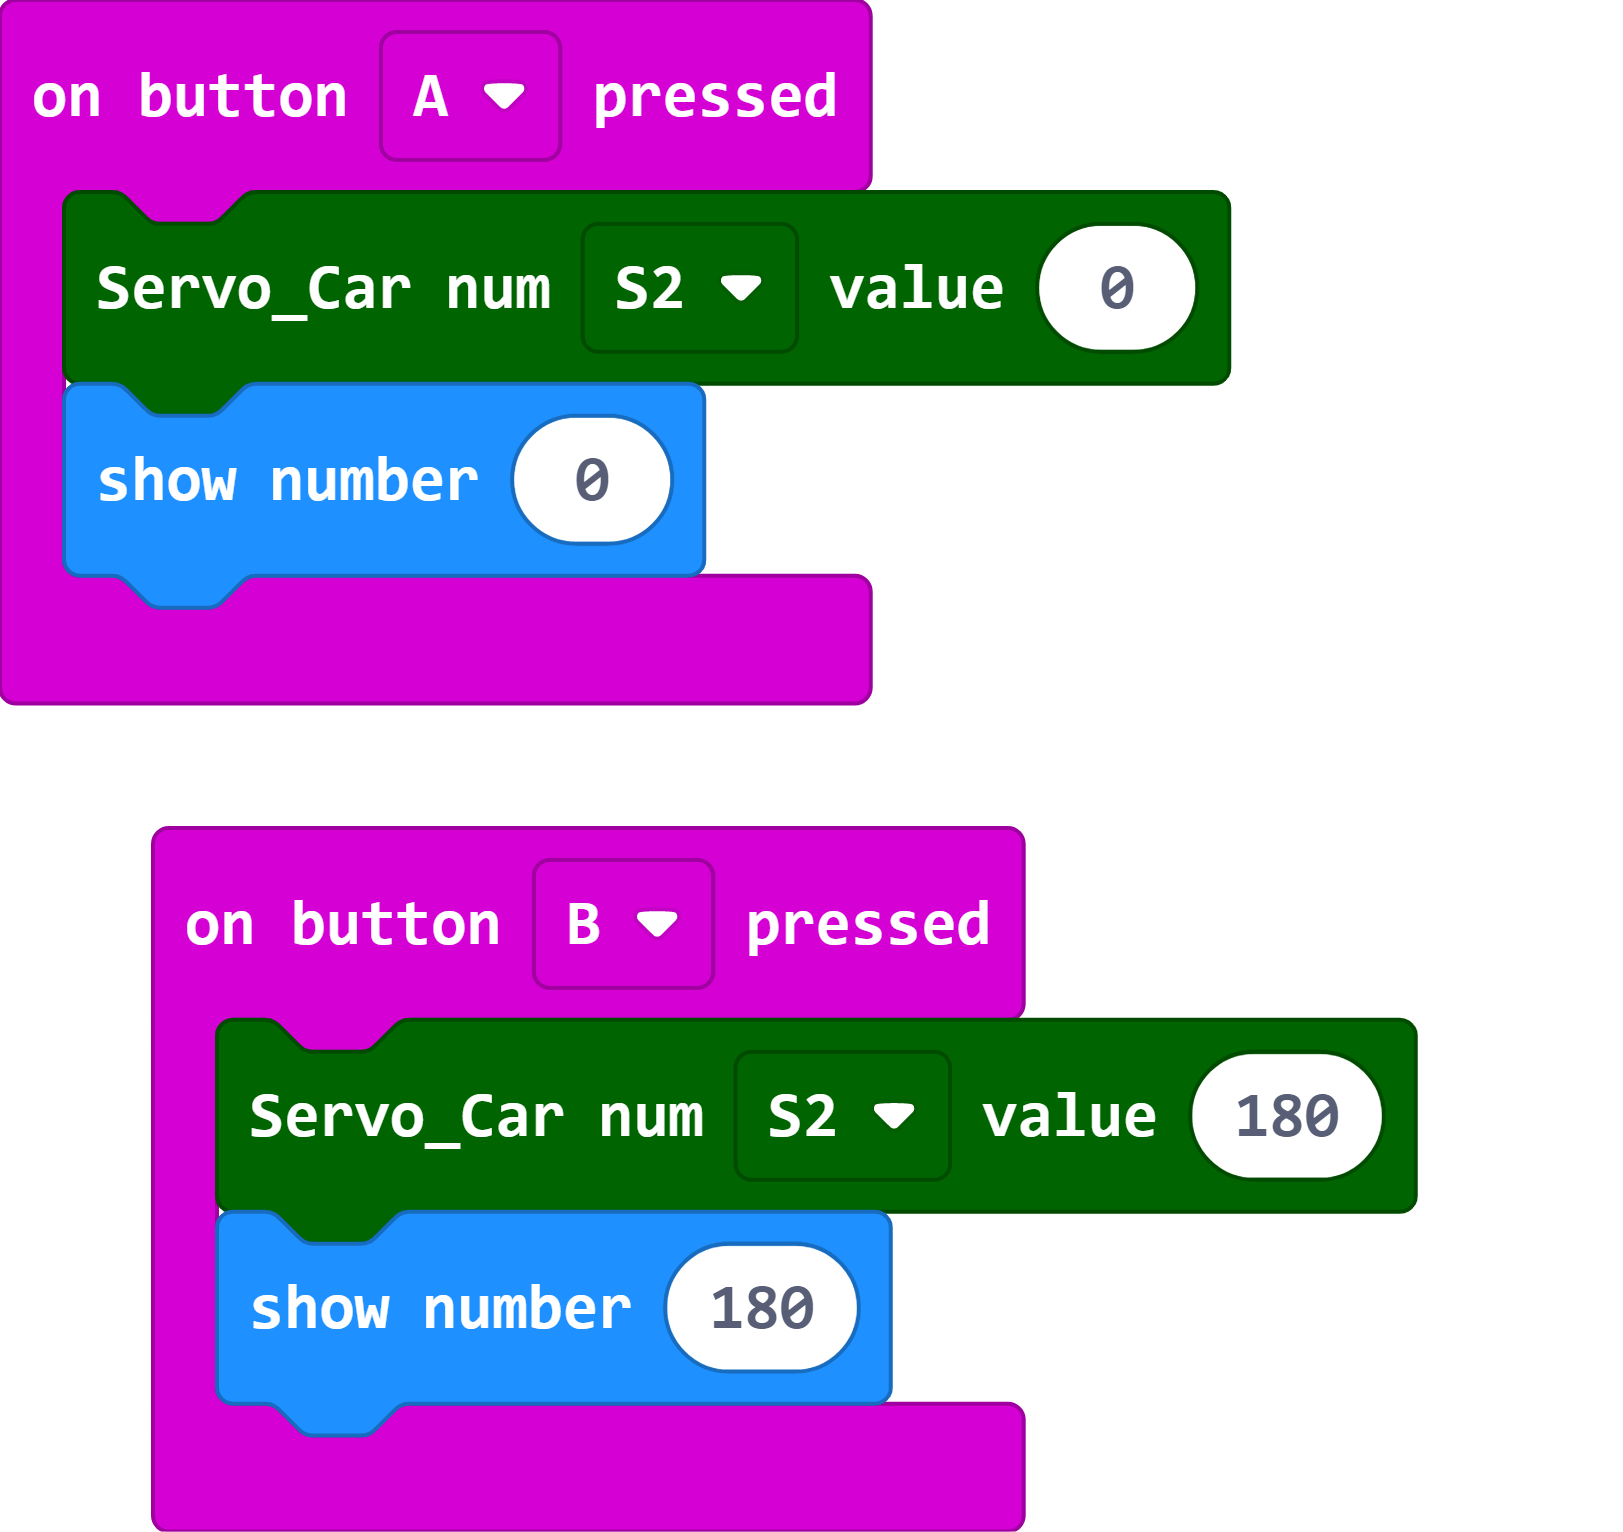 on button A pressed
Servo_Car num S2 value 0
show number 0
on button B pressed
Servo_Car num S2 value 180
show number 180